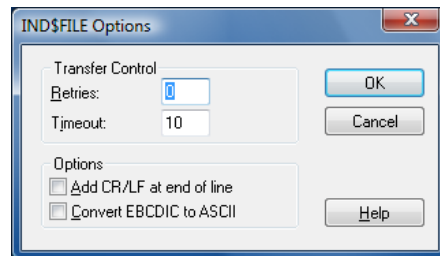 IND$FILE Options
Transfer Control
Retries: 0
Timeout: 10
OK
Cancel
Options
Add CR/LF at end of line
Convert EBCDIC to ASCII
Help